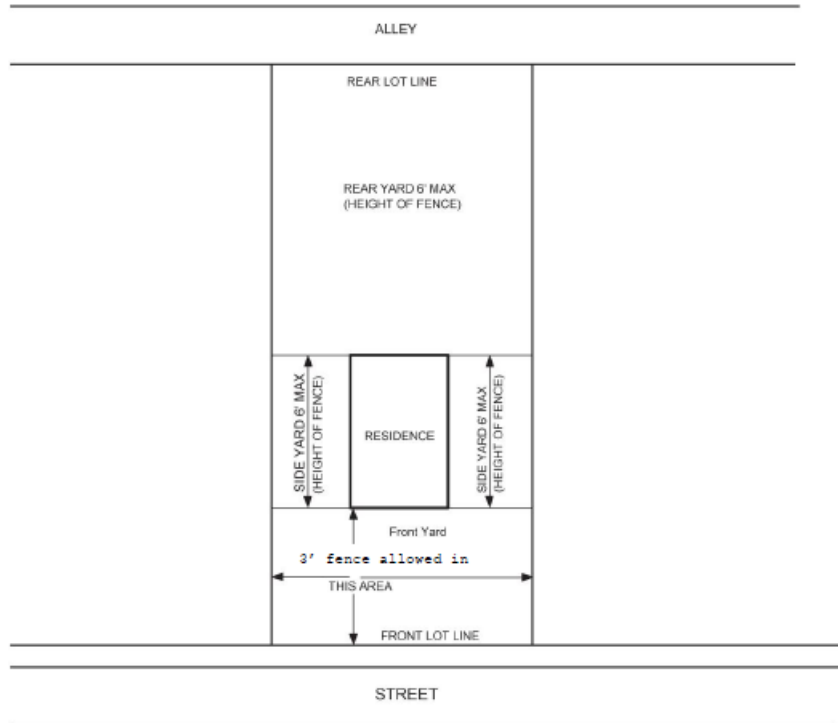 ALLEY
REAR LOT LINE
REAR YARD 6' MAX
(HEIGHT OF FENCE)
SIDE YARD 6' MAX
(HEIGHT OF FENCE)
RESIDENCE
SIDE YARD 6' MAX
(HEIGHT OF FENCE)
Front Yard
3' fence allowed in
THIS AREA
FRONT LOT LINE
STREET